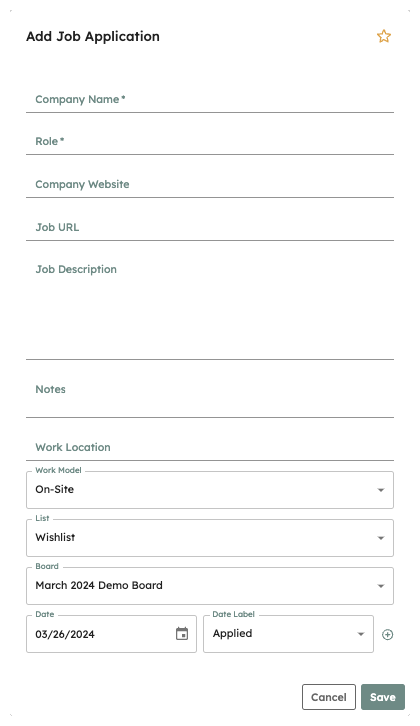 Add Job Application
Company Name *
Role *
Company Website
Job URL
Job Description
Notes
Work Location
Work Model
On-Site
List
Wishlist
Board
March 2024 Demo Board
Date
03/26/2024
Date Label
Applied
Cancel
Save